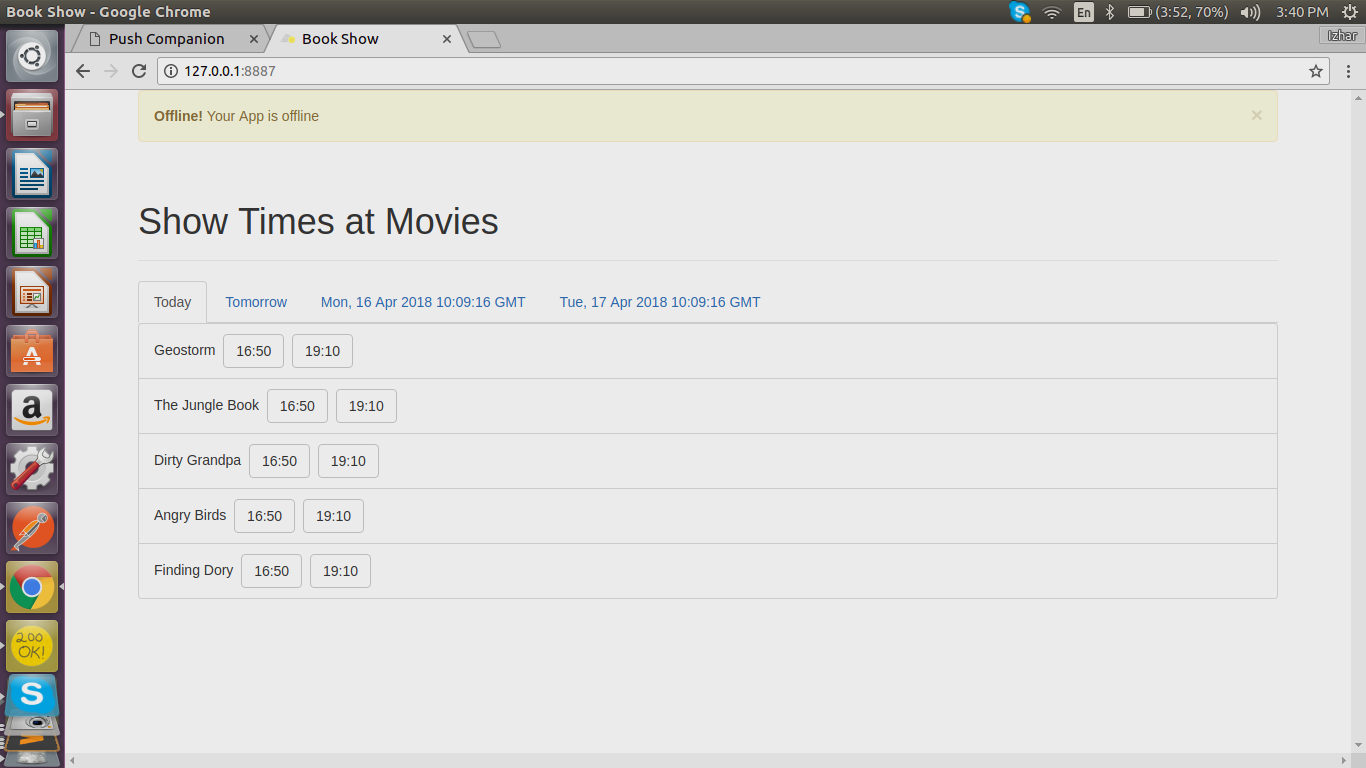 Book Show - Google Chrome En (3:52, 70%) 3:40 PM
Push Companion × Book Show × Izhar
127.0.0.1:8887
Offline! Your App is offline ×
Show Times at Movies
Today Tomorrow Mon, 16 Apr 2018 10:09:16 GMT Tue, 17 Apr 2018 10:09:16 GMT
Geostorm 16:50 19:10
The Jungle Book 16:50 19:10
Dirty Grandpa 16:50 19:10
Angry Birds 16:50 19:10
Finding Dory 16:50 19:10
A
a
200
OK!
S